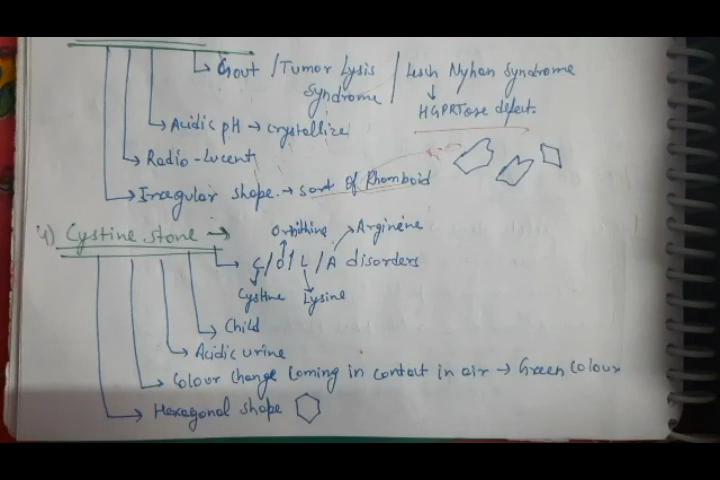 Gout / Tumor Lysis Syndrome / Lesch Nyhan Syndrome
↓
HGPRTase defect.
Acidic pH → crystallize
Radio-Lucent
Irregular shape. → sort of Rhomboid
4) Cystine stone →
Ornithine Arginine
C/O/L/A disorders
Cystine Lysine
Child
Acidic urine
Colour change coming in contact in air → Green colour
Hexagonal shape